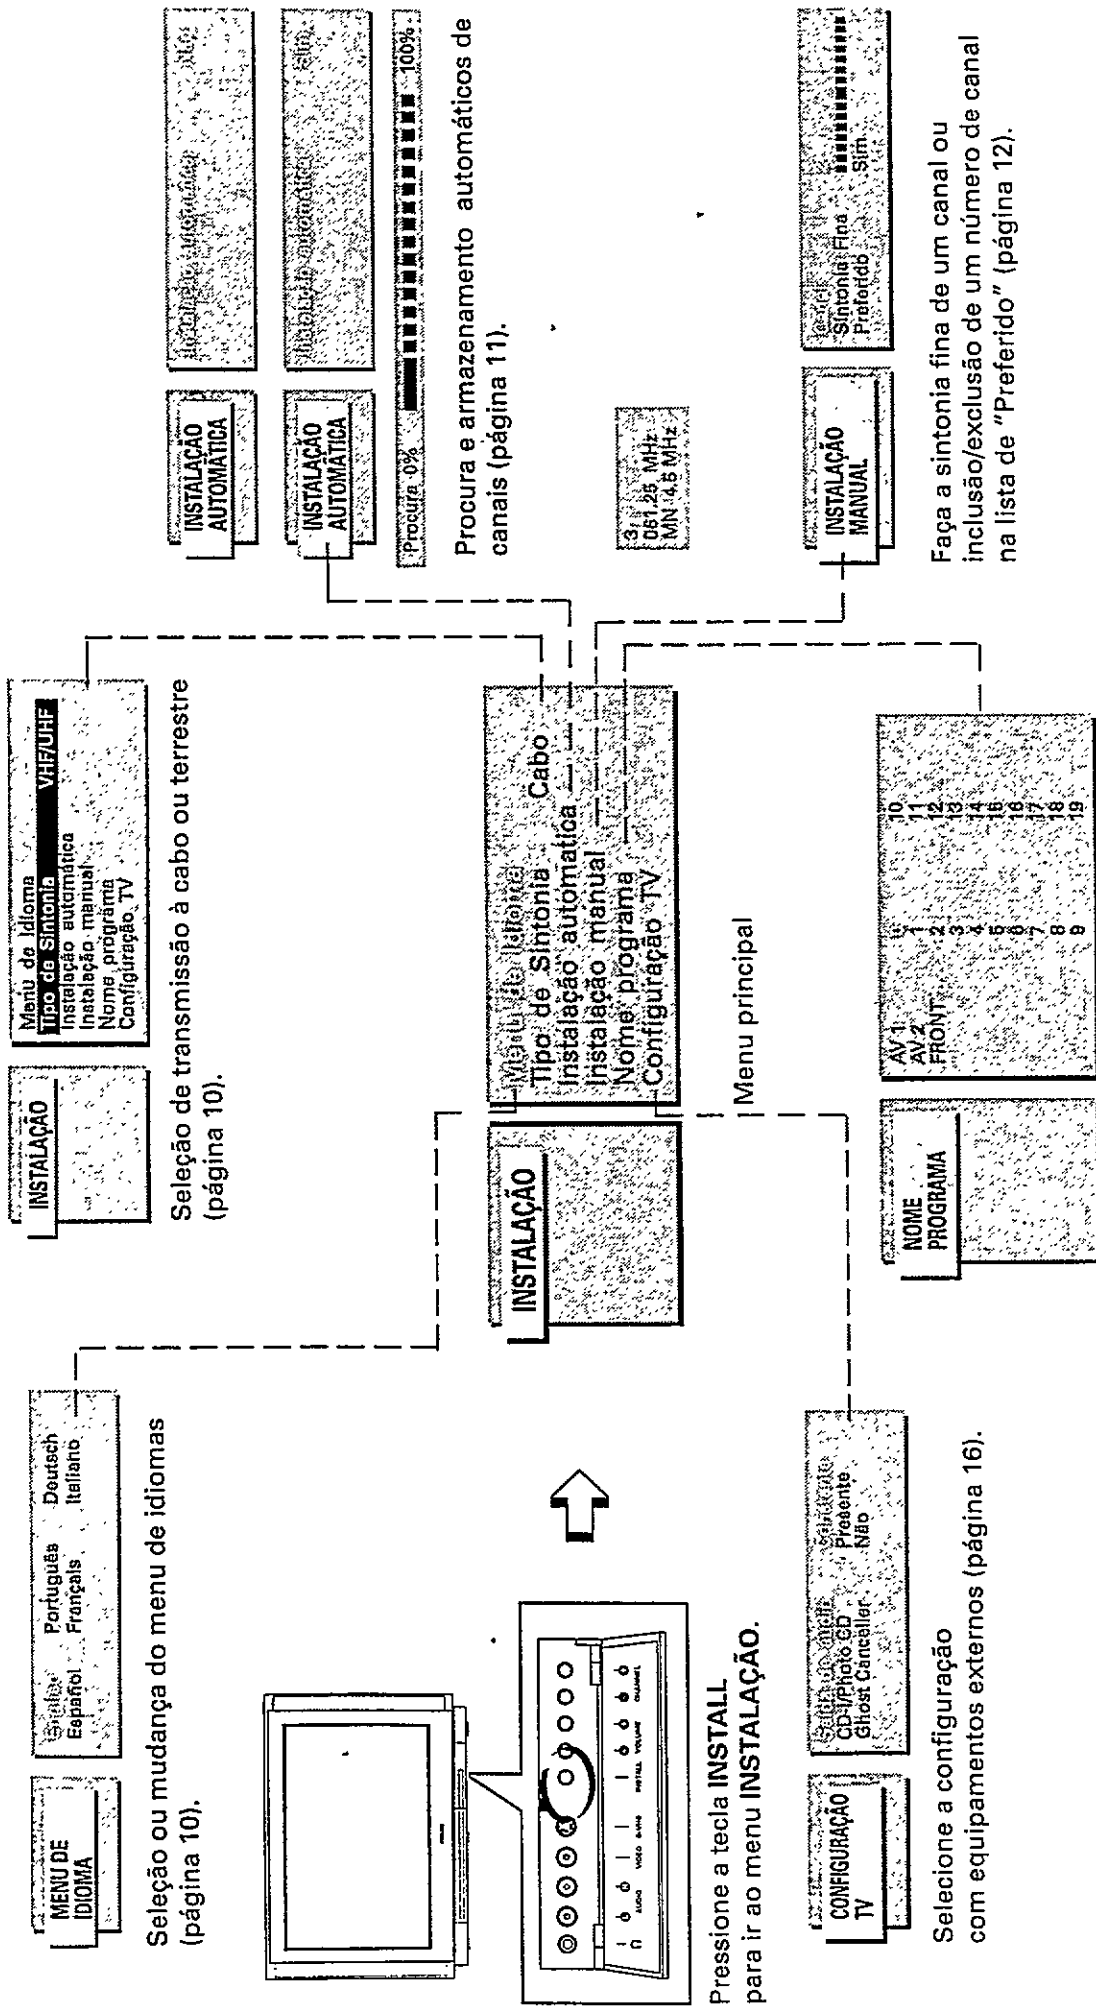 MENU DE
IDIOMA
Español
Português
Français
Deutsch
Italiano
Seleção ou mudança do menu de idiomas
(página 10).
INSTALAÇÃO
Menu de Idioma
Tipo de Sintonia VHF/UHF
Instalação automática
Instalação manual
Nome programa
Configuração TV
Seleção de transmissão à cabo ou terrestre
(página 10).
INSTALAÇÃO
AUTOMÁTICA
INSTALAÇÃO
AUTOMÁTICA
Procura 0% 100%
Procura e armazenamento automáticos de
canais (página 11).
AUDIO VIDEO S-VHS INSTALL VOLUME CHANNEL
Pressione a tecla INSTALL
para ir ao menu INSTALAÇÃO.
INSTALAÇÃO
Menu de Idioma
Tipo de Sintonia Cabo
Instalação automatica
Instalação manual
Nome programa
Configuração TV
Menu principal
3
061.25 MHz
MN 4.5 MHz
INSTALAÇÃO
MANUAL
Sintonia Fina
Preferido Sim
Faça a sintonia fina de um canal ou
inclusão/exclusão de um número de canal
na lista de "Preferido" (página 12).
CONFIGURAÇÃO
TV
CD-I/Photo CD Presente
Ghost Canceller Não
Selecione a configuração
com equipamentos externos (página 16).
NOME
PROGRAMA
AV 1 10
AV 2 1 11
FRONT 2 12
3 13
4 14
5 15
6 16
7 17
8 18
9 19